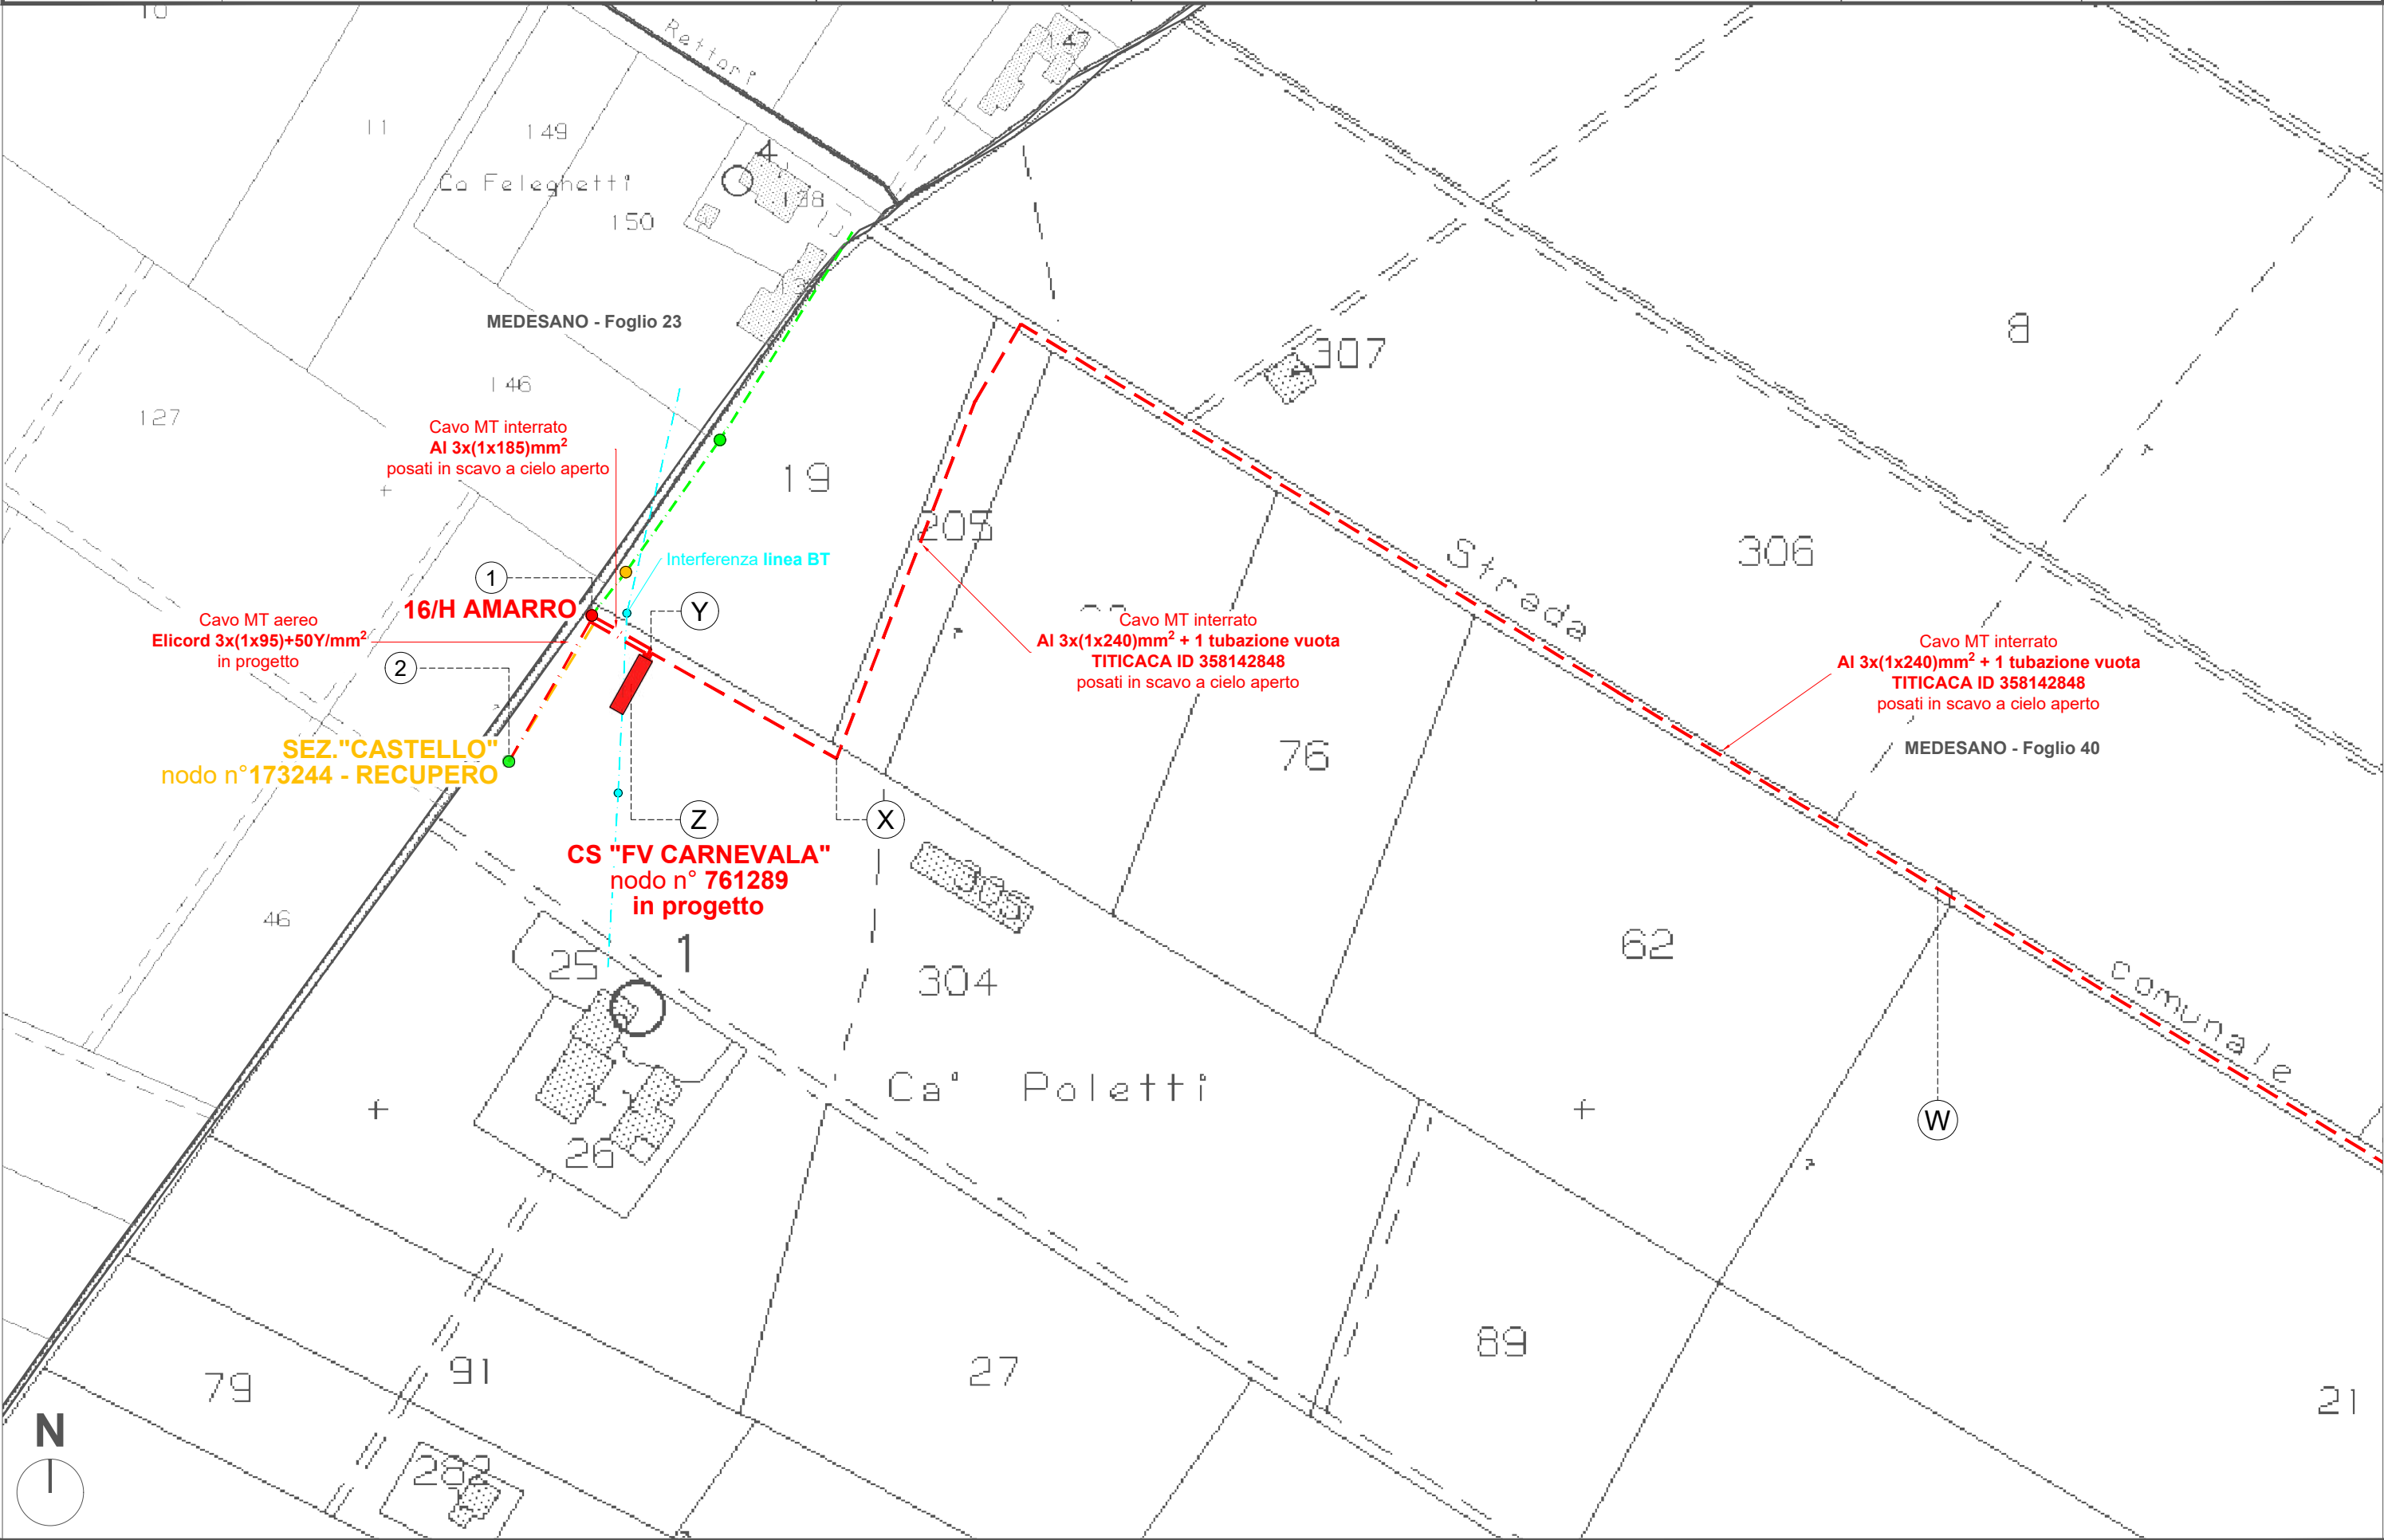 10
Rettori
147
11
149
4
Ca Feleghetti
138
150
MEDESANO - Foglio 23
8
307
146
127
Cavo MT interrato
Al 3x(1x185)mm²
posati in scavo a cielo aperto
19
205
Strada
306
Interferenza linea BT
1
16/H AMARRO
Y
Cavo MT aereo
Elicord 3x(1x95)+50Y/mm²
in progetto
2
Cavo MT interrato
Al 3x(1x240)mm² + 1 tubazione vuota
TITICACA ID 358142848
posati in scavo a cielo aperto
Cavo MT interrato
Al 3x(1x240)mm² + 1 tubazione vuota
TITICACA ID 358142848
posati in scavo a cielo aperto
SEZ."CASTELLO"
nodo n°173244 - RECUPERO
76
MEDESANO - Foglio 40
Z
X
CS "FV CARNEVALA"
nodo n° 761289
in progetto
46
305
1
25
304
62
comunale
Ca' Poletti
W
26
89
27
91
79
21
N
282